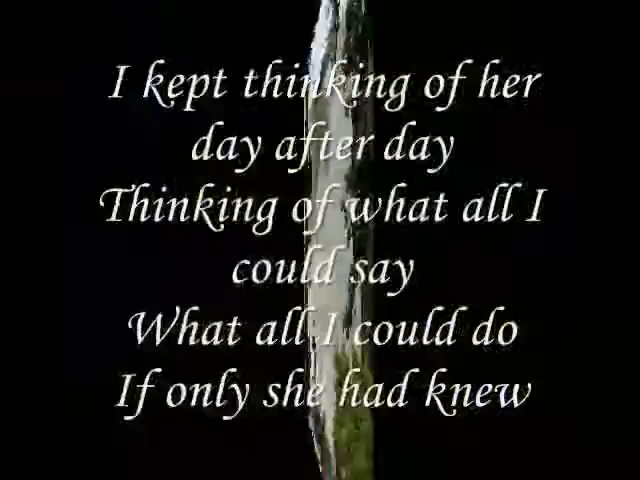 I kept thinking of her
day after day
Thinking of what all I
could say
What all I could do
If only she had knew